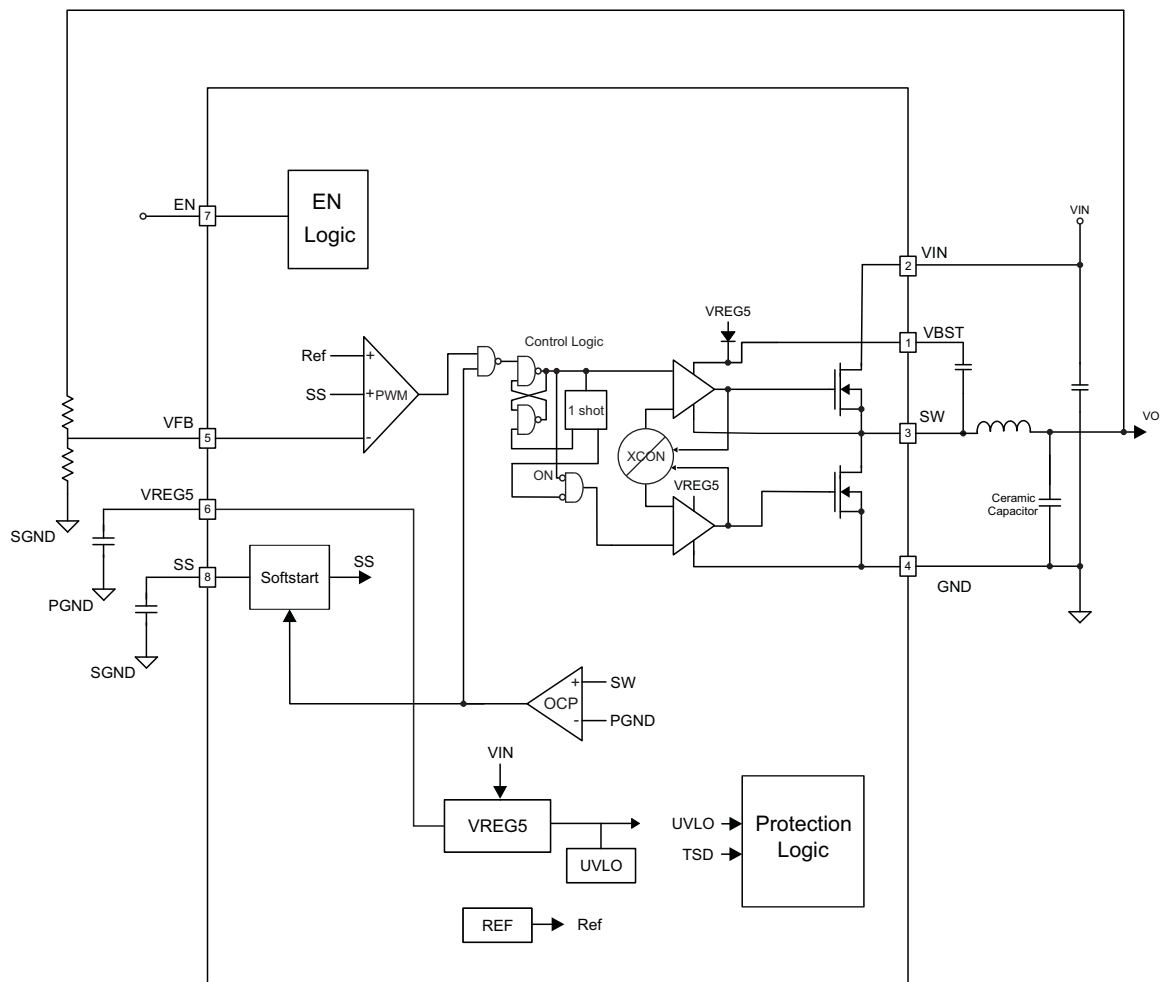 EN
7
EN
Logic
VIN
VIN
2
VREG5
VBST
1
Control Logic
Ref
+
SS
+
PWM
-
1 shot
SW
3
VO
VFB
5
XCON
ON
VREG5
Ceramic
Capacitor
VREG5
6
SGND
SS
8
Softstart
SS
4
GND
PGND
SGND
+
SW
OCP
-
PGND
VIN
VREG5
UVLO
UVLO
TSD
Protection
Logic
REF
Ref